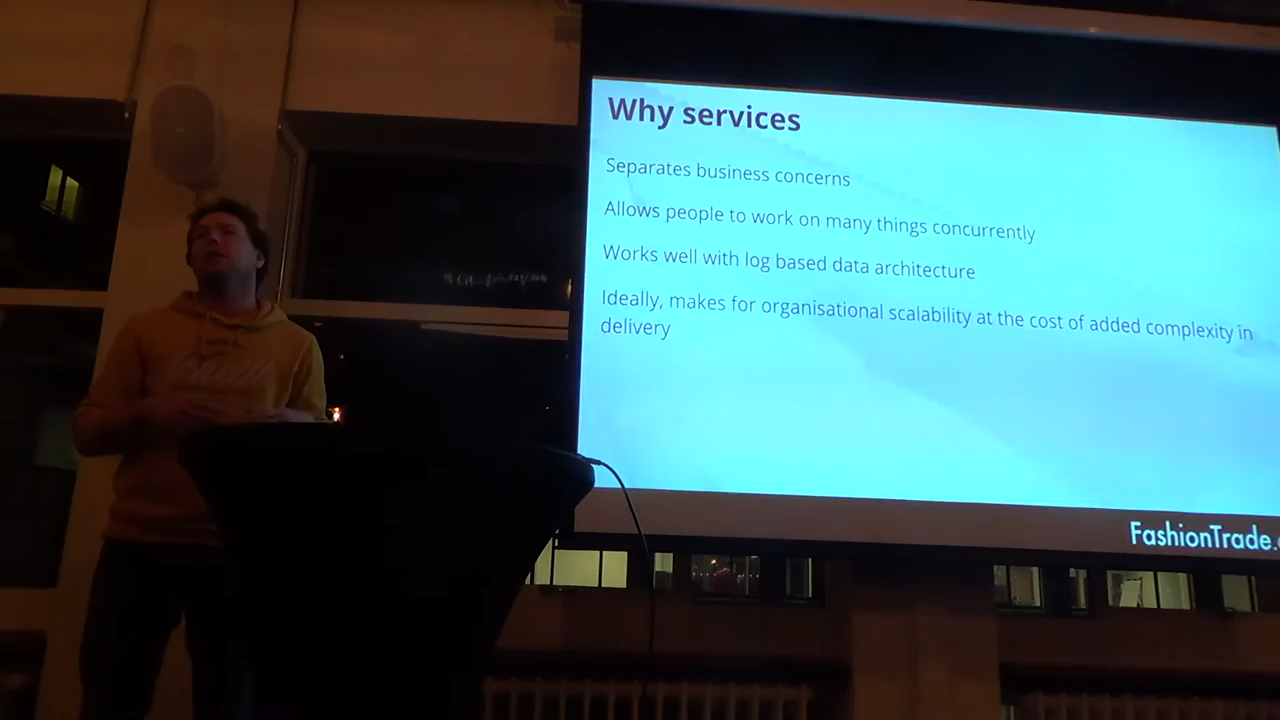 Why services
Separates business concerns
Allows people to work on many things concurrently
Works well with log based data architecture
Ideally, makes for organisational scalability at the cost of added complexity in
delivery
FashionTrade.